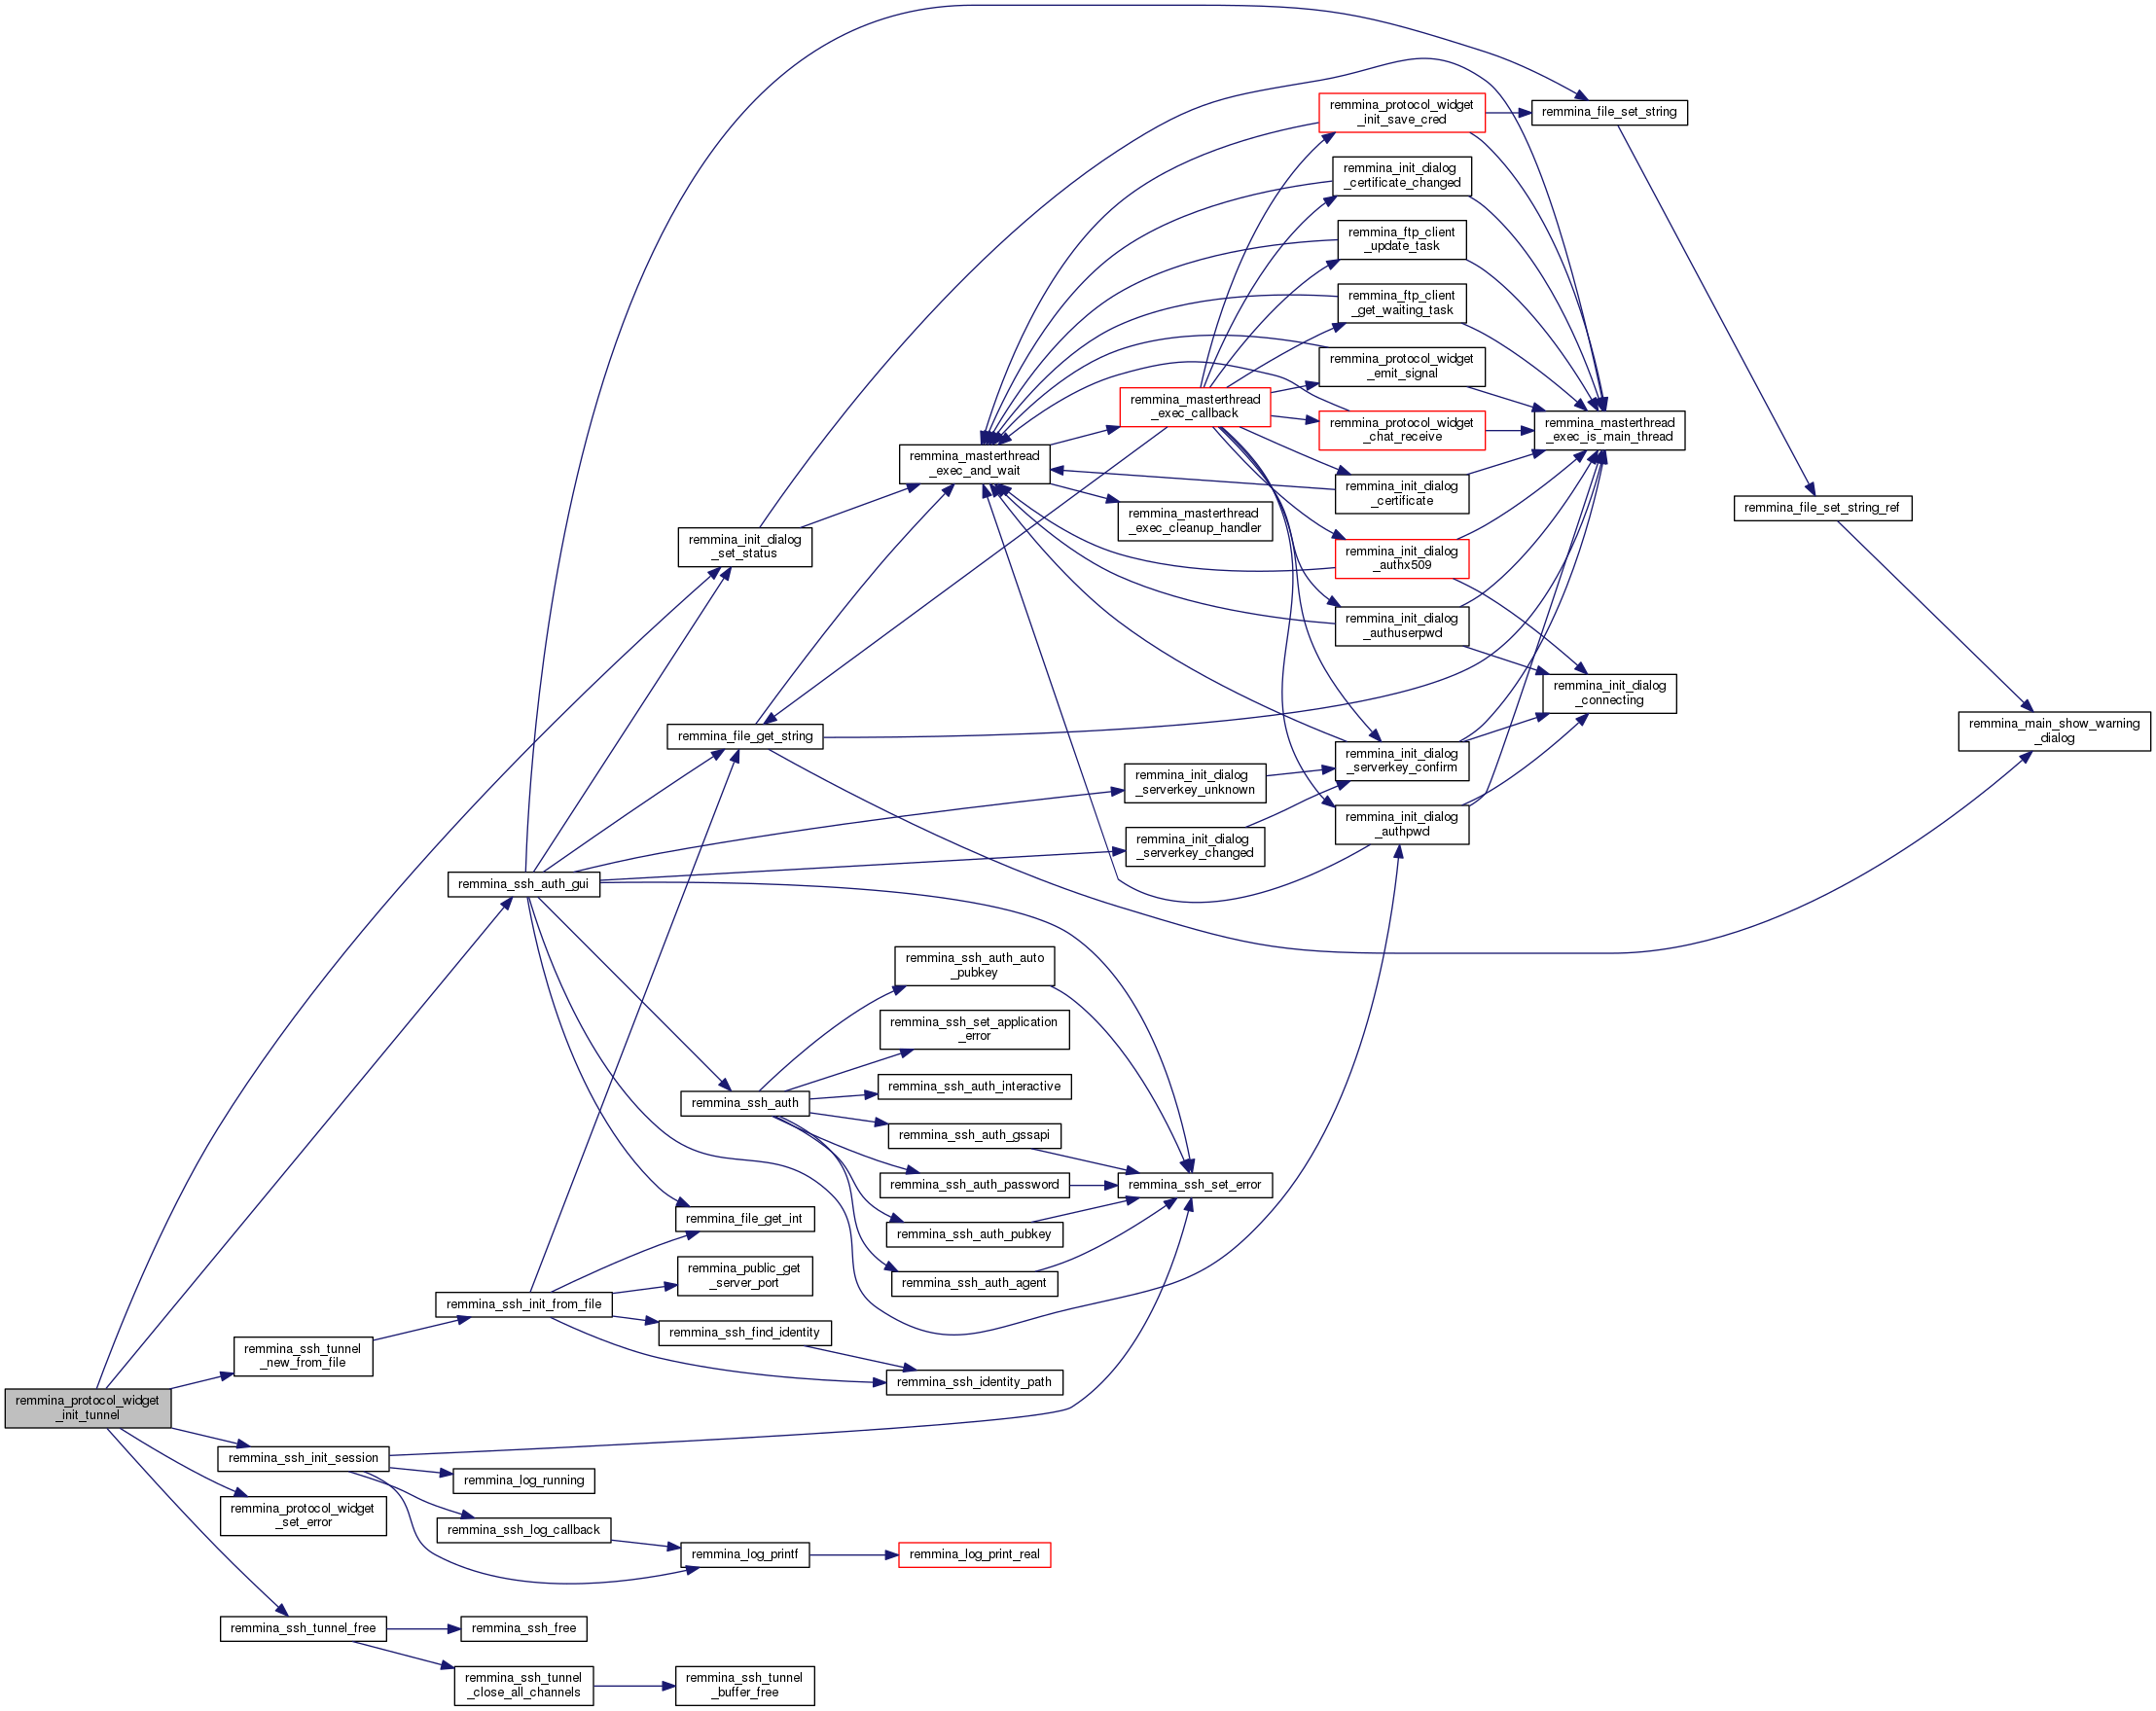 remmina_protocol_widget
_init_tunnel
remmina_ssh_tunnel
_new_from_file
remmina_ssh_init_session
remmina_protocol_widget
_set_error
remmina_ssh_tunnel_free
remmina_ssh_auth_gui
remmina_ssh_init_from_file
remmina_log_running
remmina_ssh_log_callback
remmina_ssh_free
remmina_ssh_tunnel
_close_all_channels
remmina_init_dialog
_set_status
remmina_file_get_string
remmina_ssh_auth
remmina_file_get_int
remmina_public_get
_server_port
remmina_ssh_find_identity
remmina_log_printf
remmina_ssh_tunnel
_buffer_free
remmina_masterthread
_exec_and_wait
remmina_ssh_auth_auto
_pubkey
remmina_ssh_set_application
_error
remmina_ssh_auth_interactive
remmina_ssh_auth_gssapi
remmina_ssh_auth_password
remmina_ssh_auth_pubkey
remmina_ssh_auth_agent
remmina_ssh_identity_path
remmina_log_print_real
remmina_masterthread
_exec_callback
remmina_masterthread
_exec_cleanup_handler
remmina_init_dialog
_serverkey_unknown
remmina_init_dialog
_serverkey_changed
remmina_ssh_set_error
remmina_protocol_widget
_init_save_cred
remmina_init_dialog
_certificate_changed
remmina_ftp_client
_update_task
remmina_ftp_client
_get_waiting_task
remmina_protocol_widget
_emit_signal
remmina_protocol_widget
_chat_receive
remmina_init_dialog
_certificate
remmina_init_dialog
_authx509
remmina_init_dialog
_authuserpwd
remmina_init_dialog
_serverkey_confirm
remmina_init_dialog
_authpwd
remmina_file_set_string
remmina_masterthread
_exec_is_main_thread
remmina_init_dialog
_connecting
remmina_file_set_string_ref
remmina_main_show_warning
_dialog